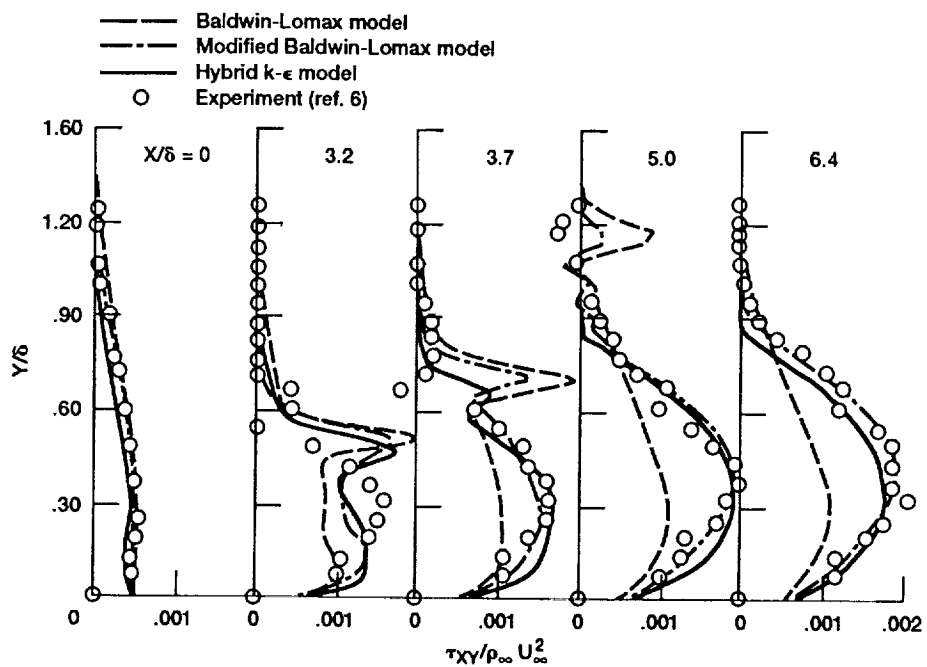 Baldwin-Lomax model
Modified Baldwin-Lomax model
Hybrid k-ϵ model
Experiment (ref. 6)
1.60
X/δ = 0
3.2
3.7
5.0
6.4
1.20
.90
Y/δ
.60
.30
0
0 .001 0 .001 0 .001 0 .001 0 .001 .002
τXY/ρ∞ U²∞